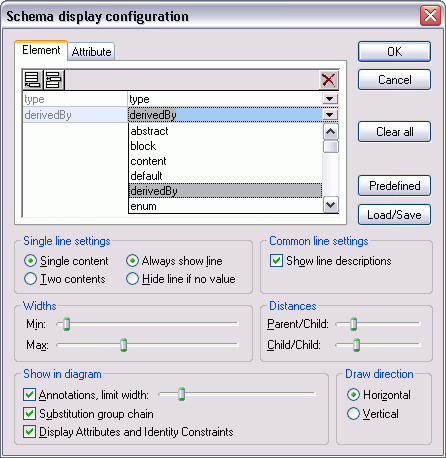 Schema display configuration
Element Attribute
OK
Cancel
type type
derivedBy derivedBy
abstract
block
content
default
derivedBy
enum
Clear all
Predefined
Load/Save
Single line settings
Single content Always show line
Two contents Hide line if no value
Common line settings
Show line descriptions
Widths
Min:
Max:
Distances
Parent/Child:
Child/Child:
Show in diagram
Annotations, limit width:
Substitution group chain
Display Attributes and Identity Constraints
Draw direction
Horizontal
Vertical